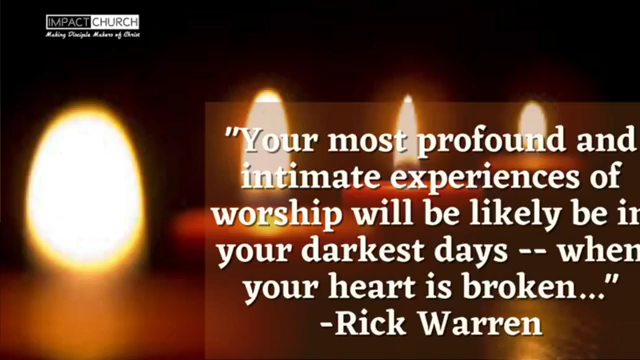 IMPACT CHURCH
Making Disciple Makers of Christ
"Your most profound and
intimate experiences of
worship will be likely be in
your darkest days -- when
your heart is broken..."
-Rick Warren